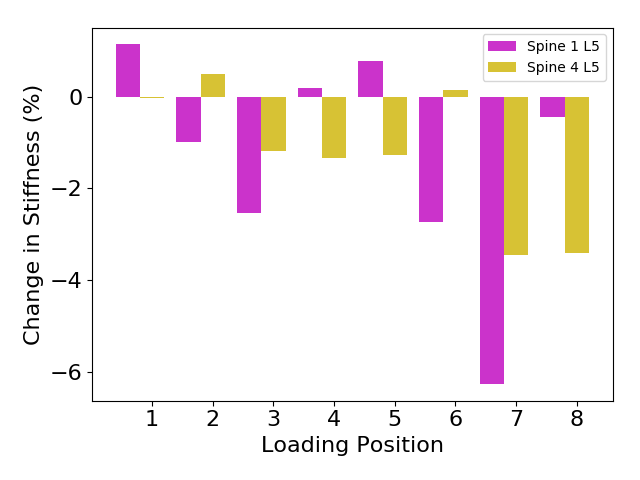 Spine 1 L5
Spine 4 L5
Change in Stiffness (%)
0
−2
−4
−6
1 2 3 4 5 6 7 8
Loading Position